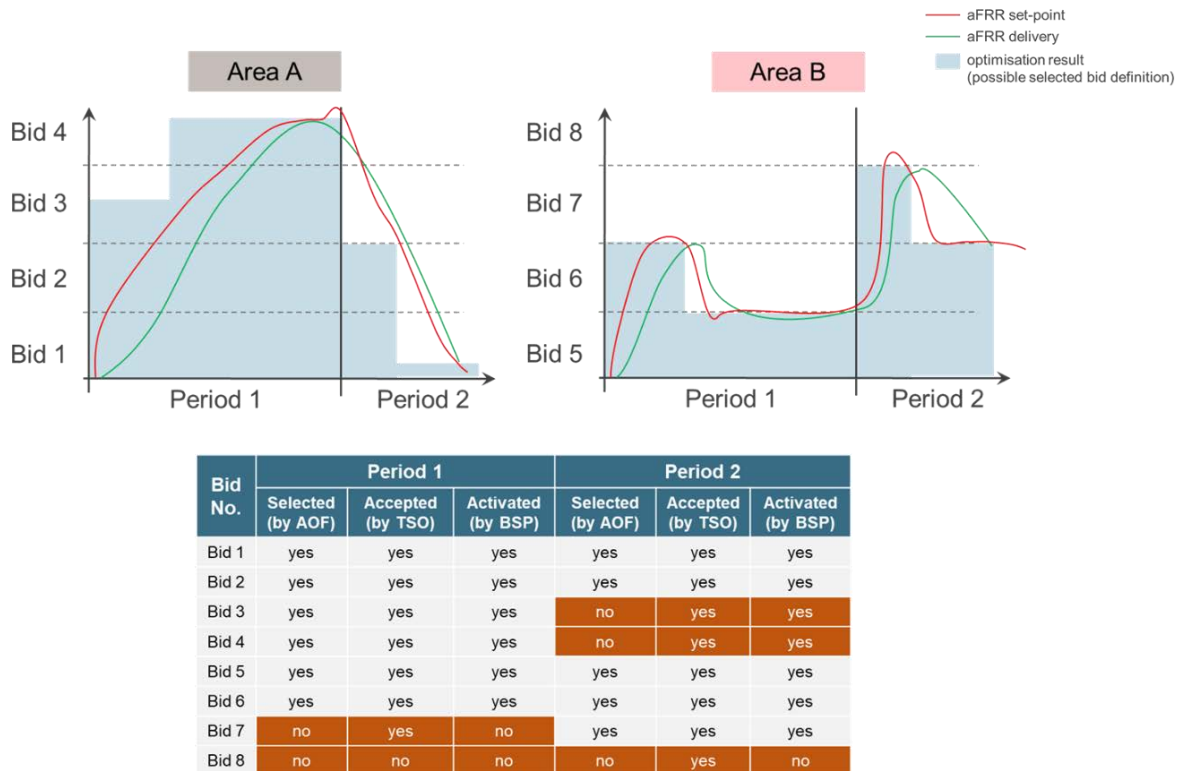 aFRR set-point
aFRR delivery
optimisation result
(possible selected bid definition)
Area A
Area B
Bid 4
Bid 3
Bid 2
Bid 1
Period 1
Period 2
Bid 8
Bid 7
Bid 6
Bid 5
Period 1
Period 2
Bid No. Period 1 Period 2
Selected (by AOF) Accepted (by TSO) Activated (by BSP) Selected (by AOF) Accepted (by TSO) Activated (by BSP)
Bid 1 yes yes yes yes yes yes
Bid 2 yes yes yes yes yes yes
Bid 3 yes yes yes no yes yes
Bid 4 yes yes yes no yes yes
Bid 5 yes yes yes yes yes yes
Bid 6 yes yes yes yes yes yes
Bid 7 no yes no yes yes yes
Bid 8 no no no no yes no